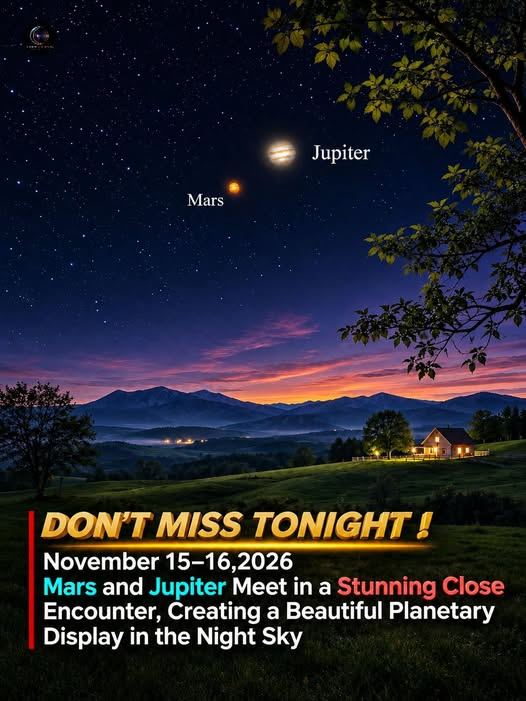 Jupiter
Mars
DON'T MISS TONIGHT !
November 15–16,2026
Mars and Jupiter Meet in a Stunning Close
Encounter, Creating a Beautiful Planetary
Display in the Night Sky